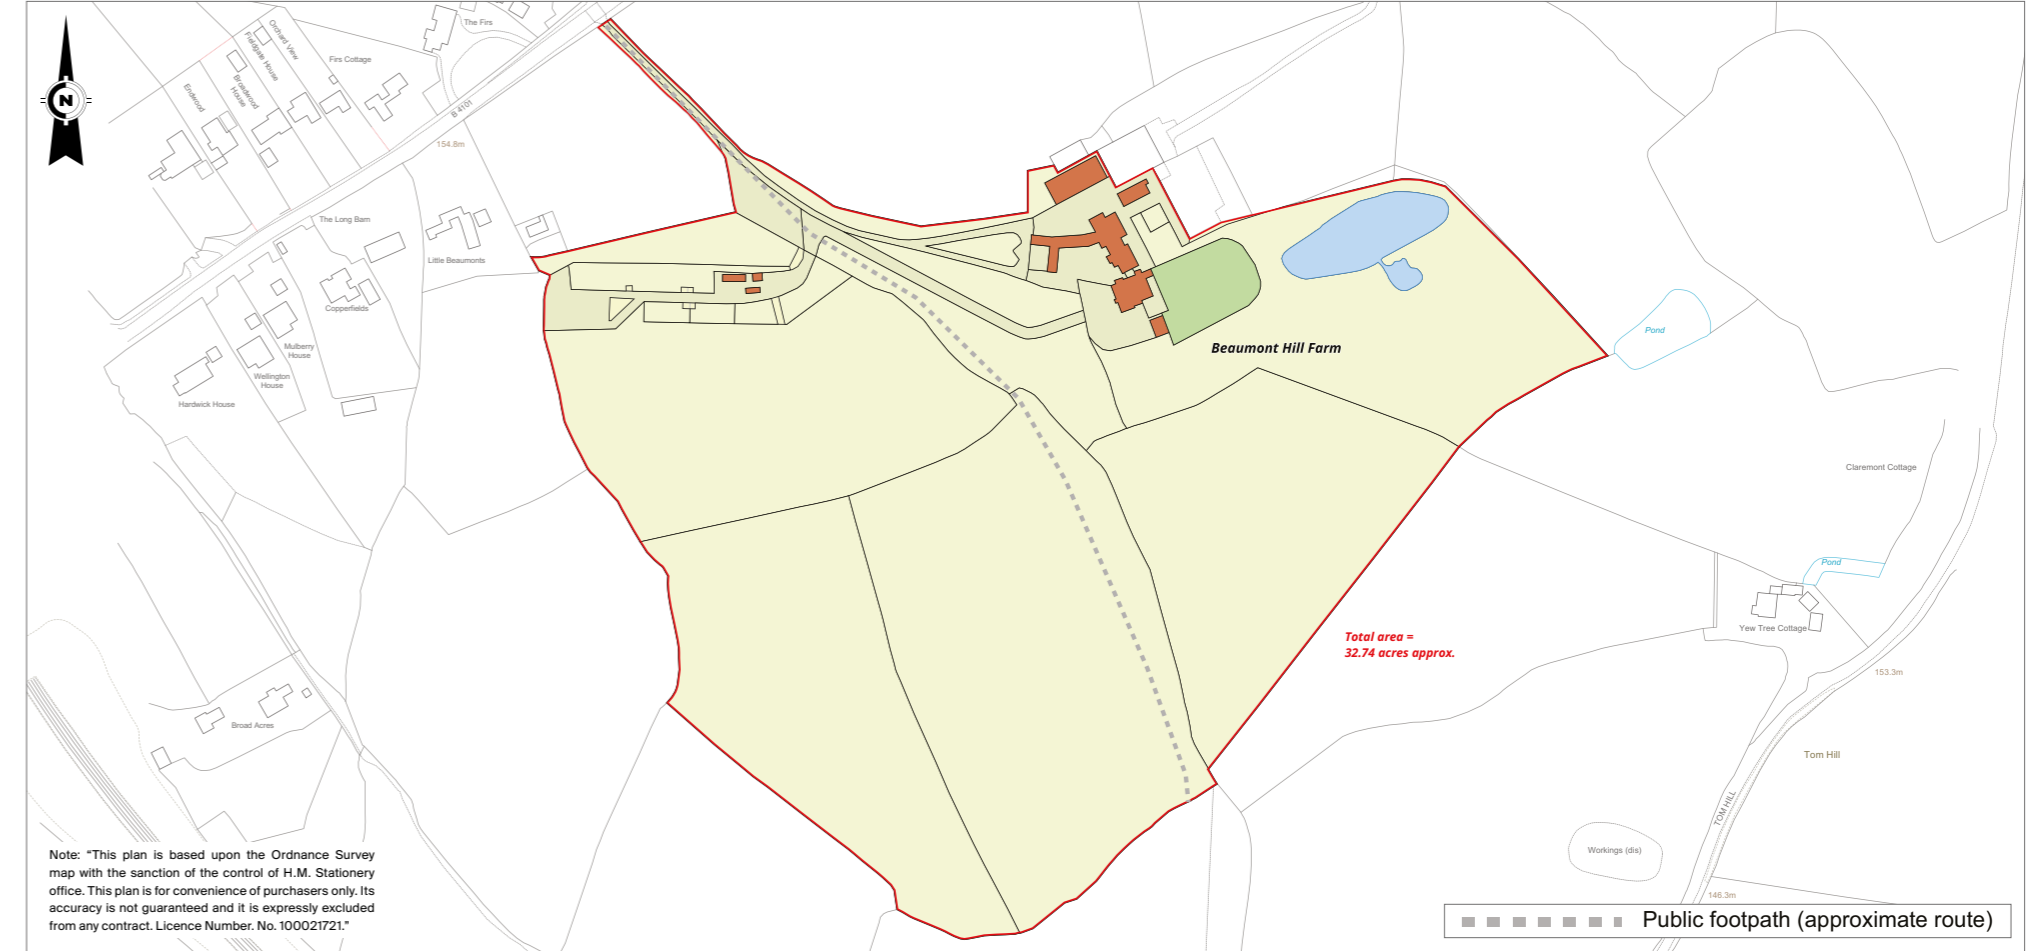 The Firs
Orchard View
Fieldgate House
Firs Cottage
Broadwood
House
Endwood
N
B 4101
154.8m
The Long Barn
Little Beaumonts
Copperfields
Mulberry
House
Wellington
House
Hardwick House
Beaumont Hill Farm
Pond
Claremont Cottage
Pond
Yew Tree Cottage
Total area =
32.74 acres approx.
153.3m
Broad Acres
Tom Hill
TOM HILL
Workings (dis)
146.3m
Note: “This plan is based upon the Ordnance Survey
map with the sanction of the control of H.M. Stationery
office. This plan is for convenience of purchasers only. Its
accuracy is not guaranteed and it is expressly excluded
from any contract. Licence Number. No. 100021721.”
Public footpath (approximate route)